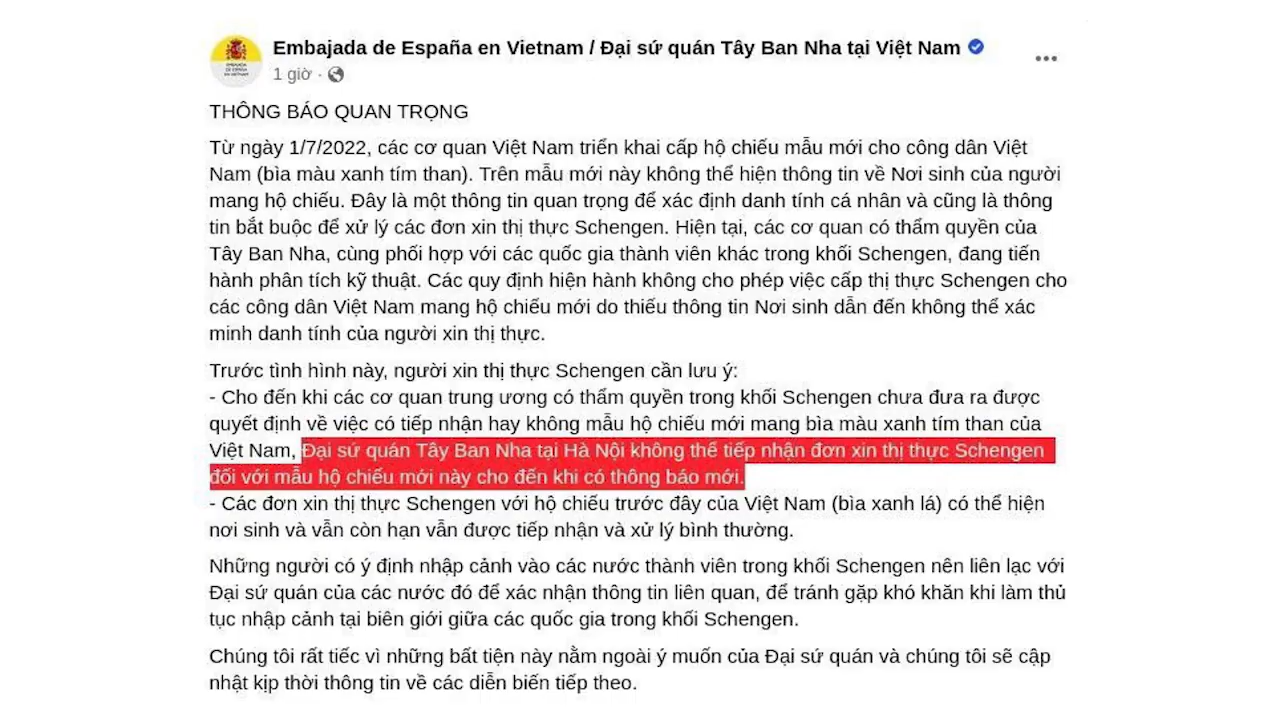 Embajada de España en Vietnam / Đại sứ quán Tây Ban Nha tại Việt Nam
1 giờ ·
THÔNG BÁO QUAN TRỌNG
Từ ngày 1/7/2022, các cơ quan Việt Nam triển khai cấp hộ chiếu mẫu mới cho công dân Việt
Nam (bìa màu xanh tím than). Trên mẫu mới này không thể hiện thông tin về Nơi sinh của người
mang hộ chiếu. Đây là một thông tin quan trọng để xác định danh tính cá nhân và cũng là thông
tin bắt buộc để xử lý các đơn xin thị thực Schengen. Hiện tại, các cơ quan có thẩm quyền của
Tây Ban Nha, cùng phối hợp với các quốc gia thành viên khác trong khối Schengen, đang tiến
hành phân tích kỹ thuật. Các quy định hiện hành không cho phép việc cấp thị thực Schengen cho
các công dân Việt Nam mang hộ chiếu mới do thiếu thông tin Nơi sinh dẫn đến không thể xác
minh danh tính của người xin thị thực.
Trước tình hình này, người xin thị thực Schengen cần lưu ý:
- Cho đến khi các cơ quan trung ương có thẩm quyền trong khối Schengen chưa đưa ra được
quyết định về việc có tiếp nhận hay không mẫu hộ chiếu mới mang bìa màu xanh tím than của
Việt Nam, Đại sứ quán Tây Ban Nha tại Hà Nội không thể tiếp nhận đơn xin thị thực Schengen
đối với mẫu hộ chiếu mới này cho đến khi có thông báo mới.
- Các đơn xin thị thực Schengen với hộ chiếu trước đây của Việt Nam (bìa xanh lá) có thể hiện
nơi sinh và vẫn còn hạn vẫn được tiếp nhận và xử lý bình thường.
Những người có ý định nhập cảnh vào các nước thành viên trong khối Schengen nên liên lạc với
Đại sứ quán của các nước đó để xác nhận thông tin liên quan, để tránh gặp khó khăn khi làm thủ
tục nhập cảnh tại biên giới giữa các quốc gia trong khối Schengen.
Chúng tôi rất tiếc vì những bất tiện này nằm ngoài ý muốn của Đại sứ quán và chúng tôi sẽ cập
nhật kịp thời thông tin về các diễn biến tiếp theo.